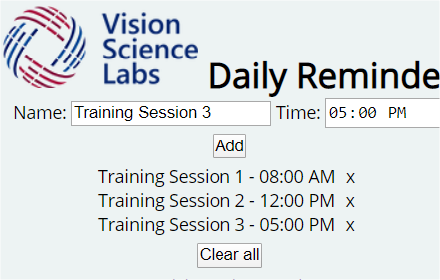 Vision
Science
Labs
Daily Reminde
Name: Training Session 3 Time: 05:00 PM
Add
Training Session 1 - 08:00 AM x
Training Session 2 - 12:00 PM x
Training Session 3 - 05:00 PM x
Clear all